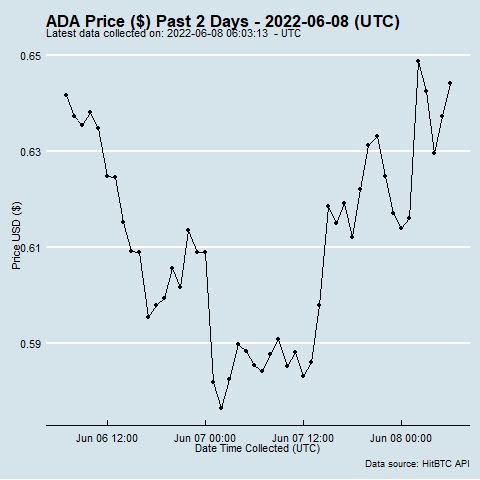 ADA Price ($) Past 2 Days - 2022-06-08 (UTC)
Latest data collected on: 2022-06-08 06:03:13 - UTC
0.65
0.63
0.61
0.59
Price USD ($)
Jun 06 12:00
Jun 07 00:00
Jun 07 12:00
Jun 08 00:00
Date Time Collected (UTC)
Data source: HitBTC API